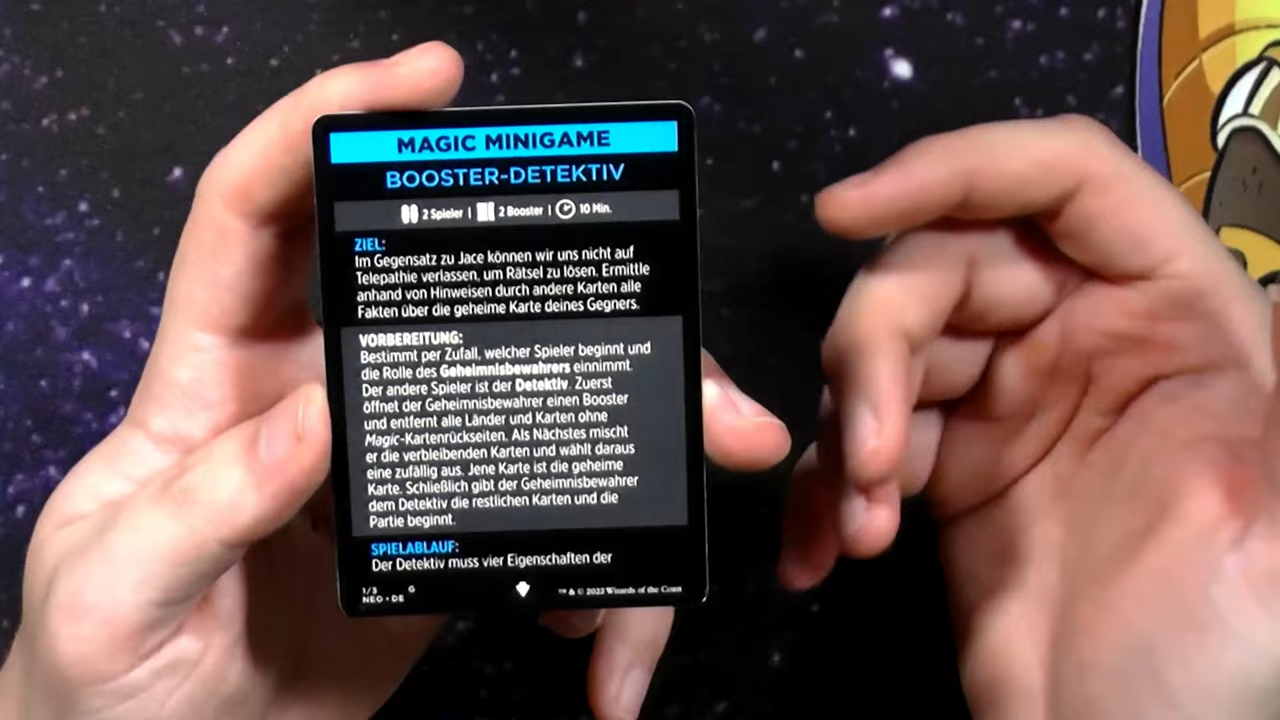 MAGIC MINIGAME
BOOSTER-DETEKTIV
2 Spieler | 2 Booster | 10 Min.
ZIEL:
Im Gegensatz zu Jace können wir uns nicht auf
Telepathie verlassen, um Rätsel zu lösen. Ermittle
anhand von Hinweisen durch andere Karten alle
Fakten über die geheime Karte deines Gegners.
VORBEREITUNG:
Bestimmt per Zufall, welcher Spieler beginnt und
die Rolle des Geheimnisbewahrers einnimmt.
Der andere Spieler ist der Detektiv. Zuerst
öffnet der Geheimnisbewahrer einen Booster
und entfernt alle Länder und Karten ohne
Magic-Kartenrückseiten. Als Nächstes mischt
er die verbleibenden Karten und wählt daraus
eine zufällig aus. Jene Karte ist die geheime
Karte. Schließlich gibt der Geheimnisbewahrer
dem Detektiv die restlichen Karten und die
Partie beginnt.
SPIELABLAUF:
Der Detektiv muss vier Eigenschaften der
1/3 G
NEO • DE ™ & © 2022 Wizards of the Coast